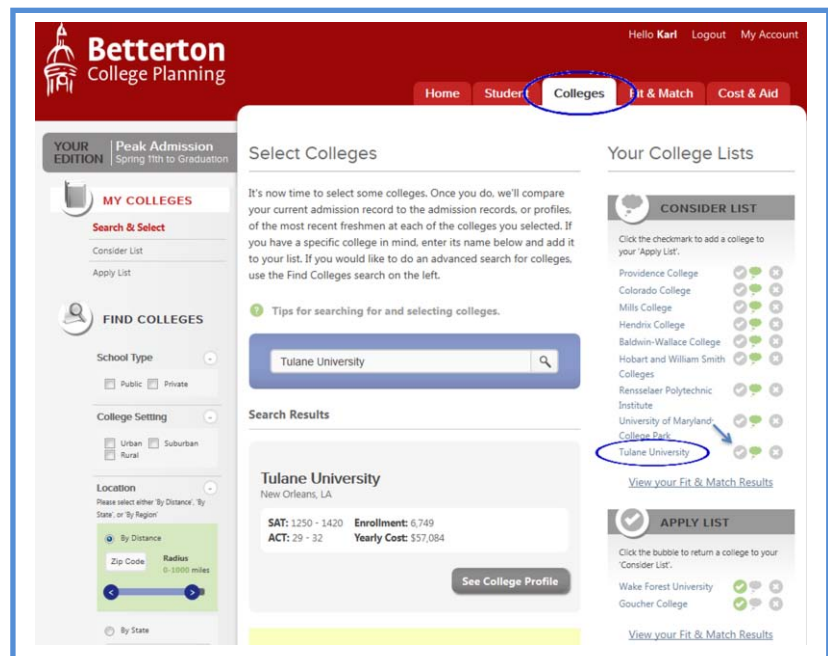 Betterton
College Planning
Hello Karl Logout My Account
Home Student Colleges Fit & Match Cost & Aid
YOUR EDITION
Peak Admission
Spring 11th to Graduation
MY COLLEGES
Search & Select
Consider List
Apply List
FIND COLLEGES
School Type
Public Private
College Setting
Urban Suburban
Rural
Location
Please select either 'By Distance', 'By
State', or 'By Region'
By Distance
Zip Code
Radius
0-1000 miles
By State
Select Colleges
It's now time to select some colleges. Once you do, we'll compare
your current admission record to the admission records, or profiles,
of the most recent freshmen at each of the colleges you selected. If
you have a specific college in mind, enter its name below and add it
to your list. If you would like to do an advanced search for colleges,
use the Find Colleges search on the left.
Tips for searching for and selecting colleges.
Tulane University
Search Results
Tulane University
New Orleans, LA
SAT: 1250 - 1420 Enrollment: 6,749
ACT: 29 - 32 Yearly Cost: $57,084
See College Profile
Your College Lists
CONSIDER LIST
Click the checkmark to add a college to
your 'Apply List'.
Providence College
Colorado College
Mills College
Hendrix College
Baldwin-Wallace College
Hobart and William Smith
Colleges
Rensselaer Polytechnic
Institute
University of Maryland-
College Park
Tulane University
View your Fit & Match Results
APPLY LIST
Click the bubble to return a college to your
'Consider List'.
Wake Forest University
Goucher College
View your Fit & Match Results